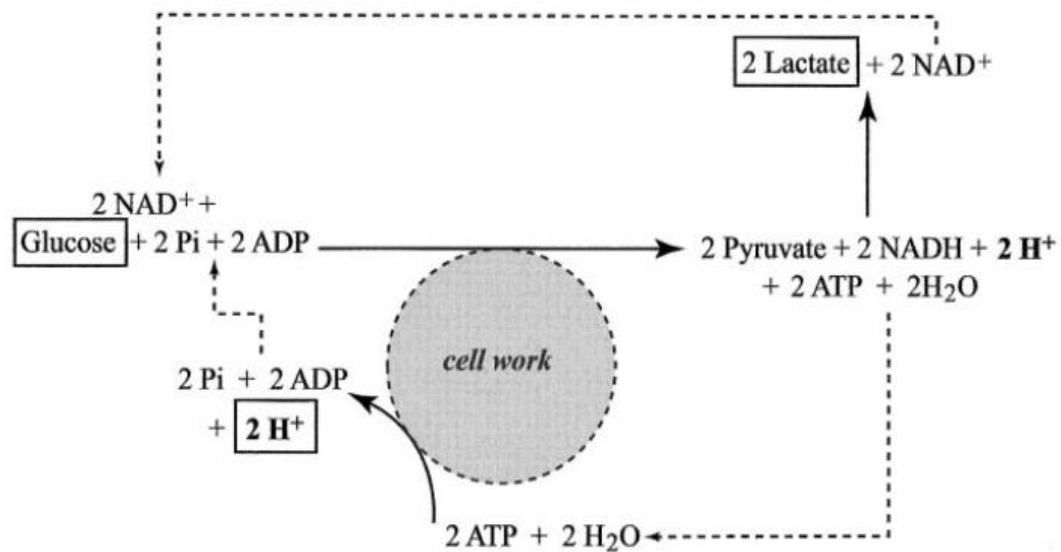 2 Lactate + 2 NAD⁺
2 NAD⁺ +
Glucose + 2 Pi + 2 ADP
2 Pyruvate + 2 NADH + 2 H⁺
+ 2 ATP + 2H₂O
cell work
2 Pi + 2 ADP
+ 2 H⁺
2 ATP + 2 H₂O